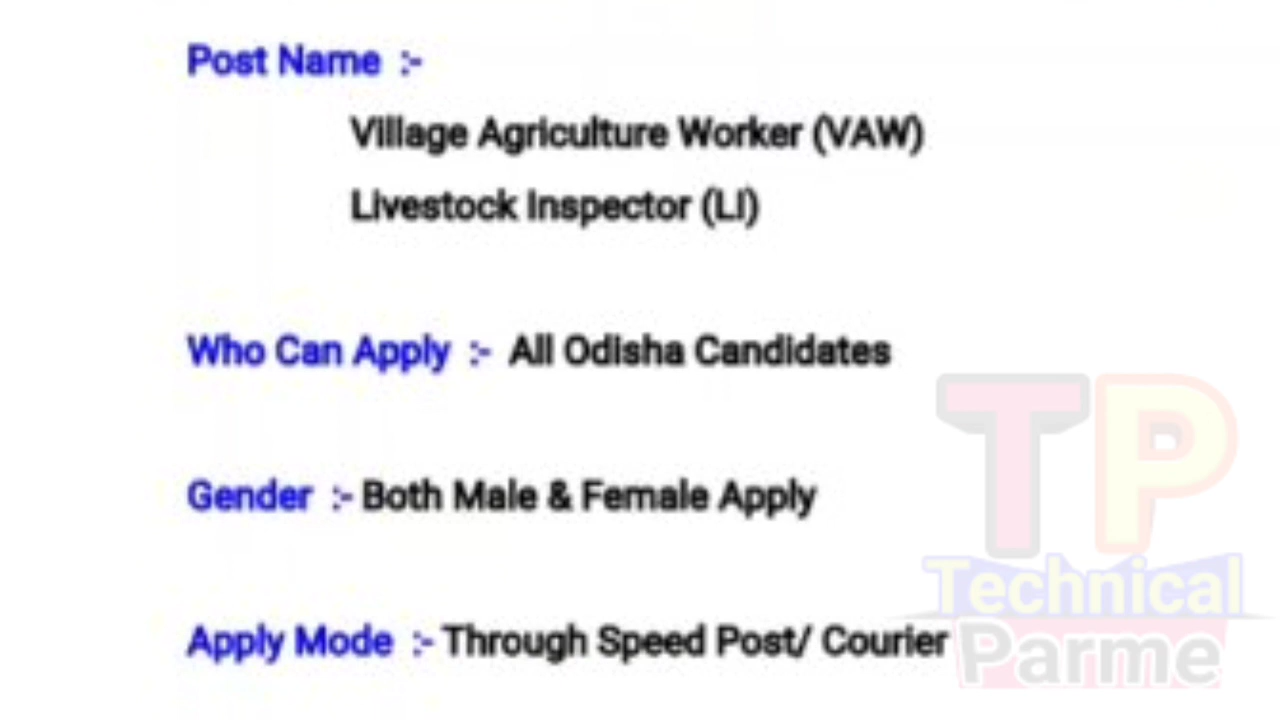 Post Name :-
Village Agriculture Worker (VAW)
Livestock Inspector (LI)
Who Can Apply :- All Odisha Candidates
Gender :- Both Male & Female Apply
Apply Mode :- Through Speed Post/ Courier
TP
Technical
Parme